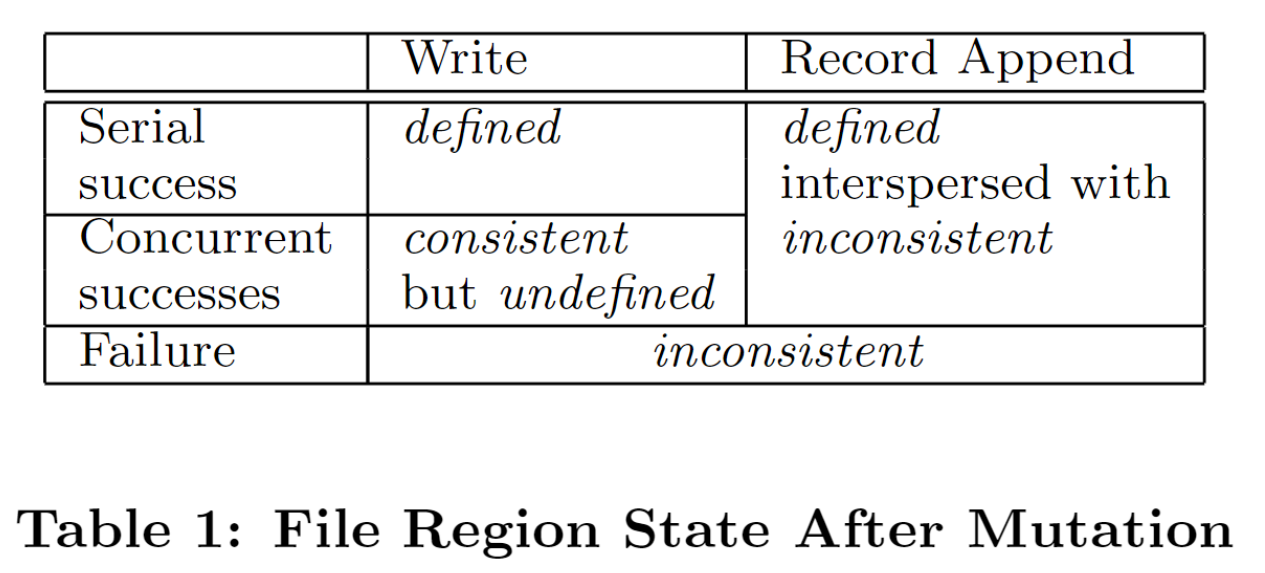 Write Record Append
Serial defined defined
success interspersed with
Concurrent consistent inconsistent
successes but undefined
Failure inconsistent
Table 1: File Region State After Mutation